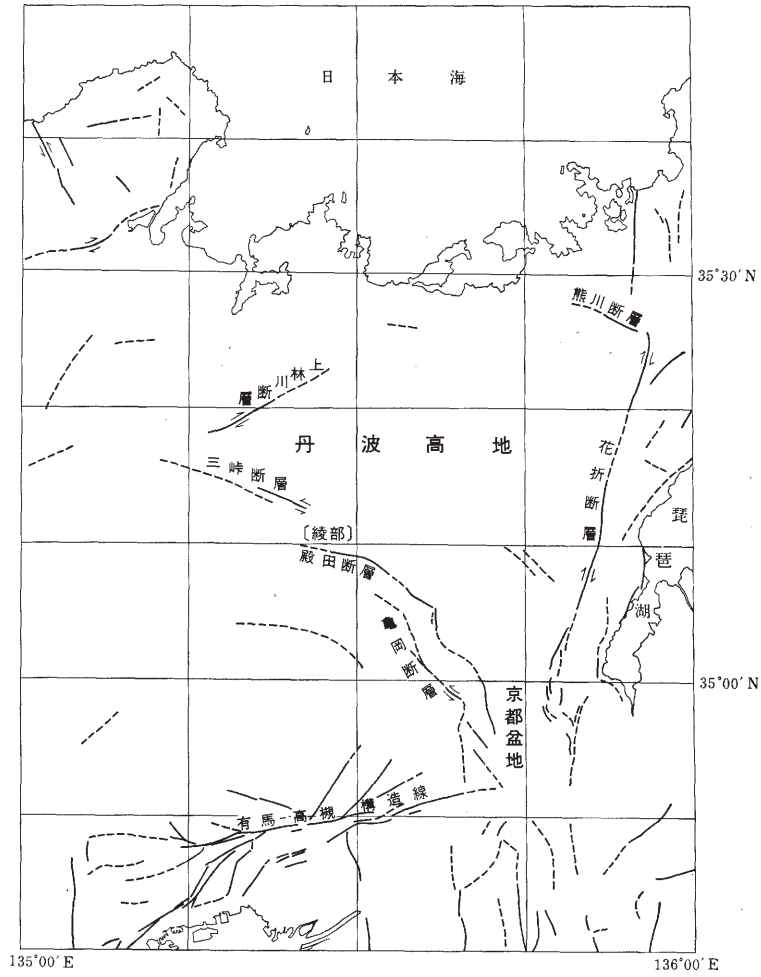 日本海
35°30′N
熊川断層
上林川断層
丹波高地
花折断層
三峠断層
琵琶湖
〔綾部〕
殿田断層
亀岡断層
35°00′N
京都盆地
有馬-高槻構造線
135°00′E
136°00′E